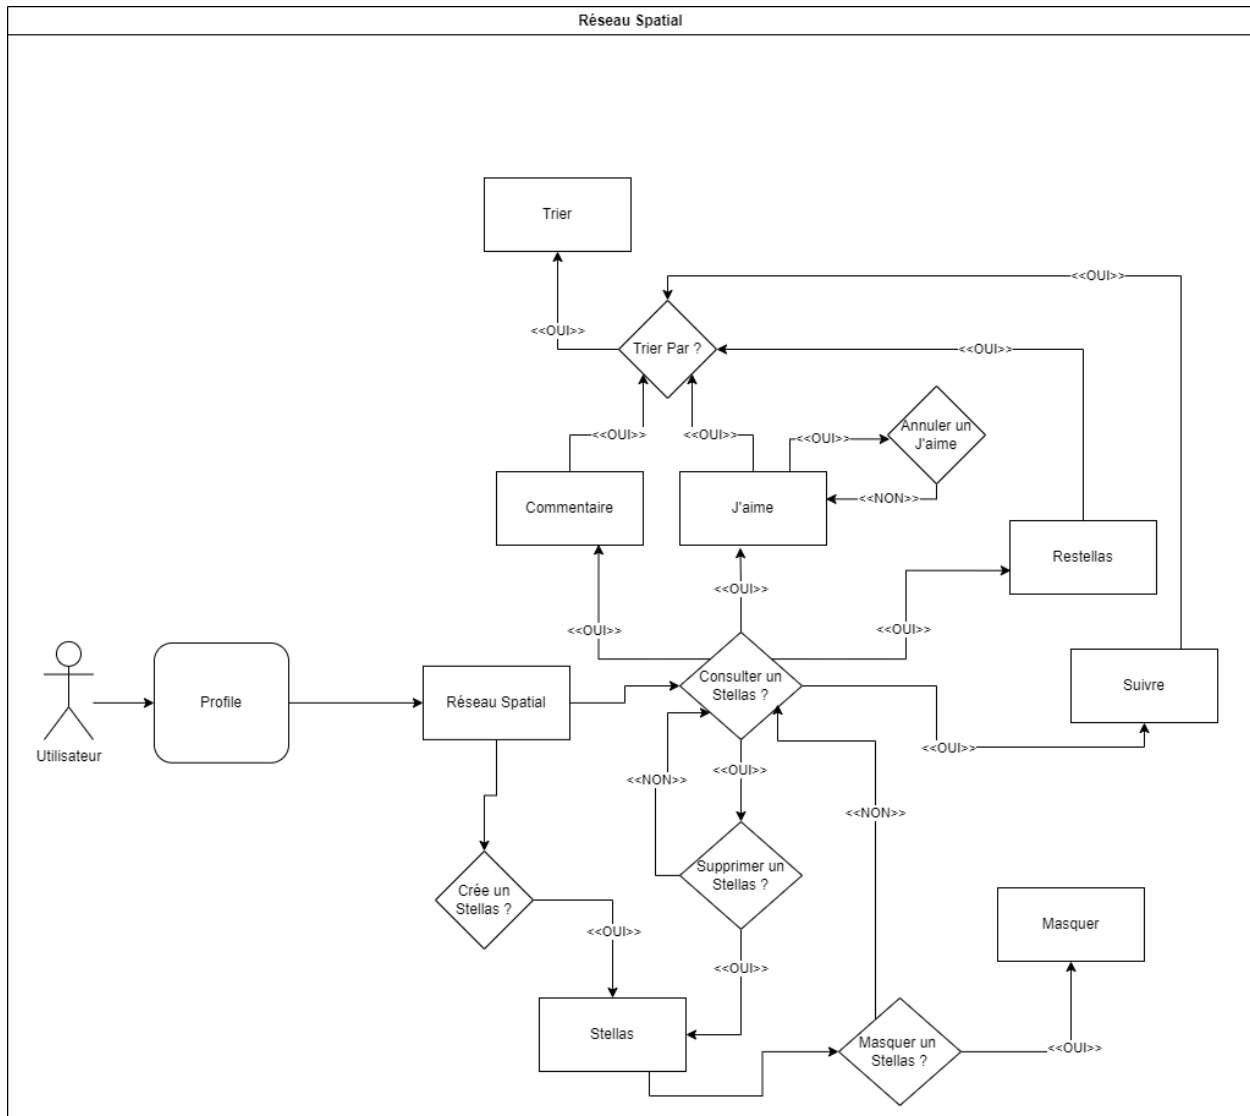 Réseau Spatial
Trier
<<OUI>>
<<OUI>>
Trier Par ?
<<OUI>>
Annuler un
J'aime
<<OUI>>
<<OUI>>
<<OUI>>
<<NON>>
Commentaire
J'aime
Restellas
<<OUI>>
<<OUI>>
<<OUI>>
Consulter un
Stellas ?
Suivre
Profile
Réseau Spatial
Utilisateur
<<OUI>>
<<NON>>
<<OUI>>
<<NON>>
Supprimer un
Stellas ?
Crée un
Stellas ?
Masquer
<<OUI>>
<<OUI>>
Stellas
Masquer un
Stellas ?
<<OUI>>